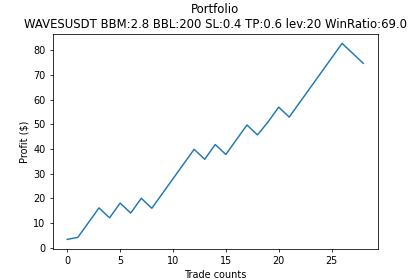 Portfolio
WAVESUSDT BBM:2.8 BBL:200 SL:0.4 TP:0.6 lev:20 WinRatio:69.0
80
70
60
50
40
30
20
10
0
Profit ($)
0 5 10 15 20 25
Trade counts